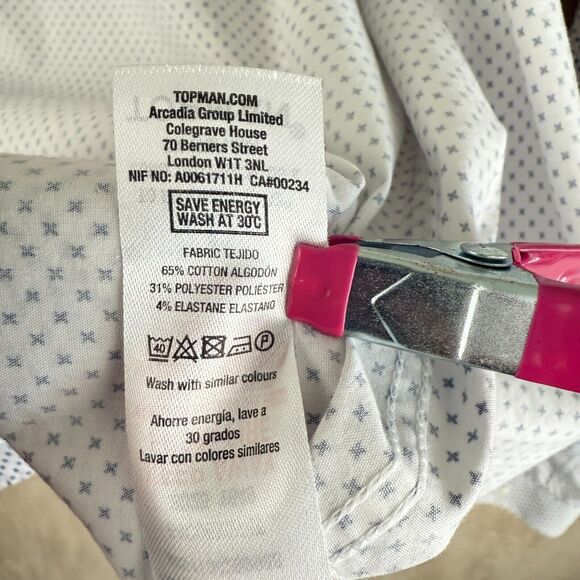 TOPMAN.COM
Arcadia Group Limited
Colegrave House
70 Berners Street
London W1T 3NL
NIF NO: A0061711H CA#00234
SAVE ENERGY
WASH AT 30°C
FABRIC TEJIDO
65% COTTON ALGODÓN
31% POLYESTER POLIÉSTER
4% ELASTANE ELASTANO
40 P
Wash with similar colours
Ahorre energía, lave a
30 grados
Lavar con colores similares